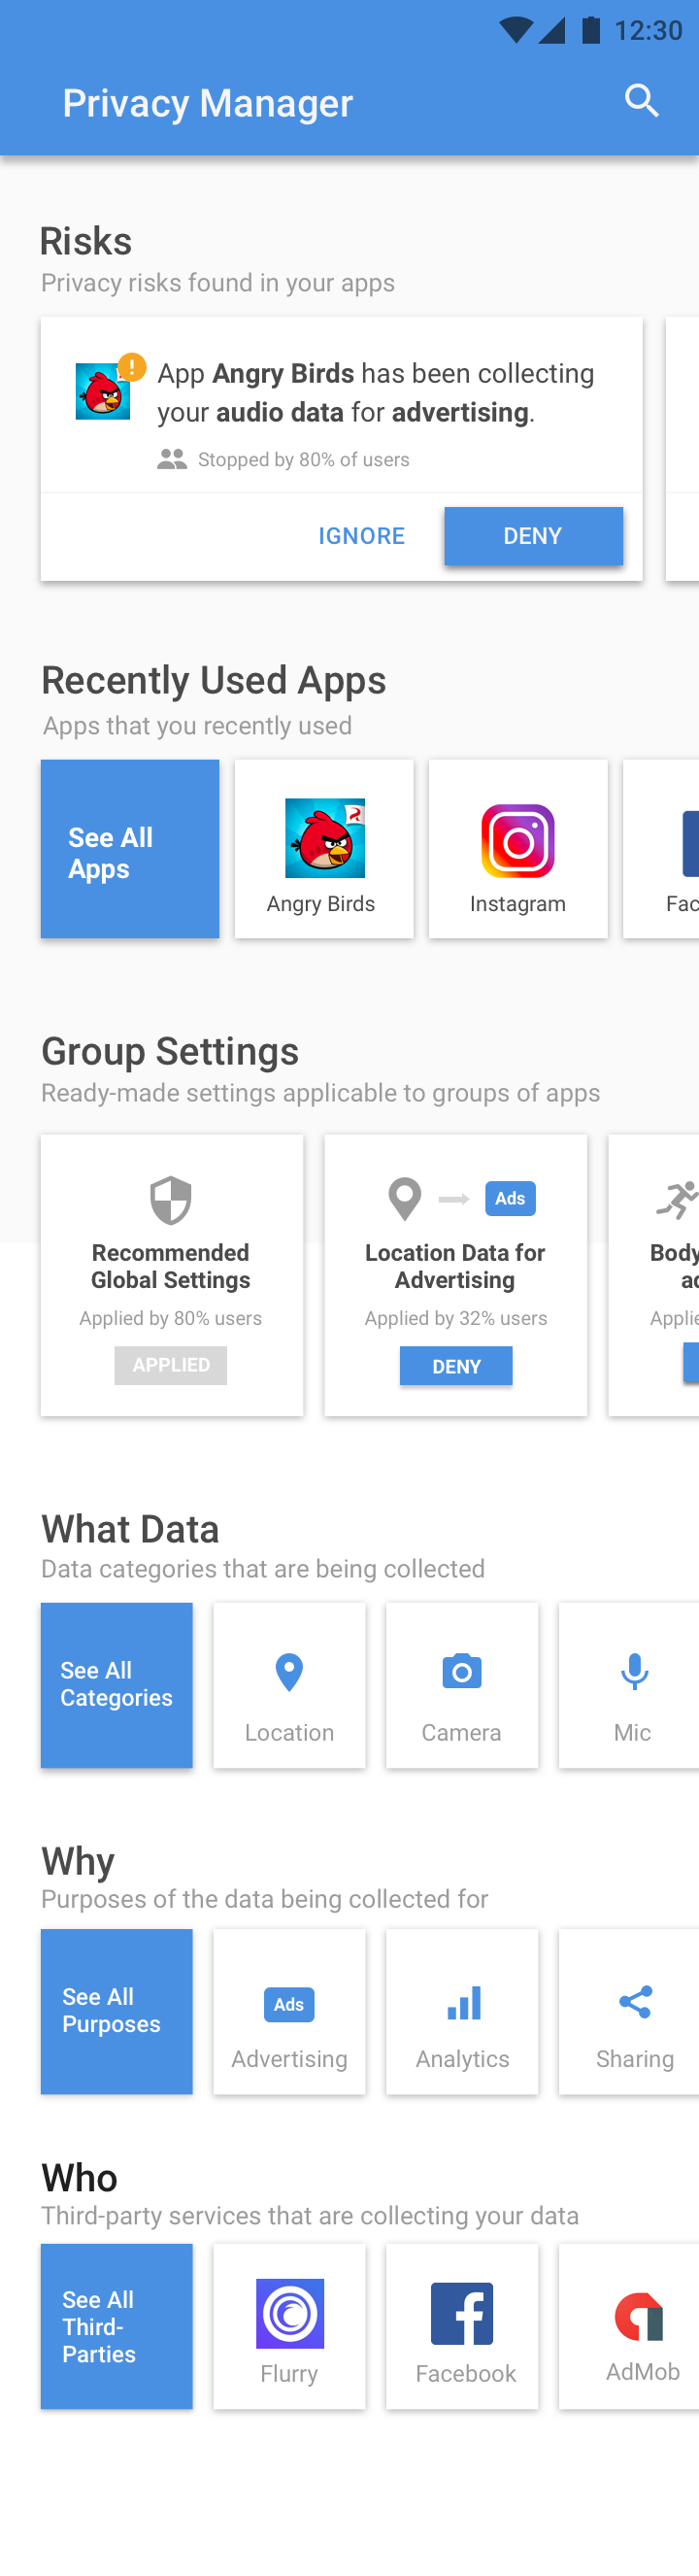 12:30
Privacy Manager
Risks
Privacy risks found in your apps
App Angry Birds has been collecting
your audio data for advertising.
Stopped by 80% of users
IGNORE
DENY
Recently Used Apps
Apps that you recently used
See All
Apps
Angry Birds
Instagram
Fac
Group Settings
Ready-made settings applicable to groups of apps
Recommended
Global Settings
Applied by 80% users
APPLIED
Ads
Location Data for
Advertising
Applied by 32% users
DENY
Body
ad
Applie
What Data
Data categories that are being collected
See All
Categories
Location
Camera
Mic
Why
Purposes of the data being collected for
See All
Purposes
Ads
Advertising
Analytics
Sharing
Who
Third-party services that are collecting your data
See All
Third-
Parties
Flurry
Facebook
AdMob